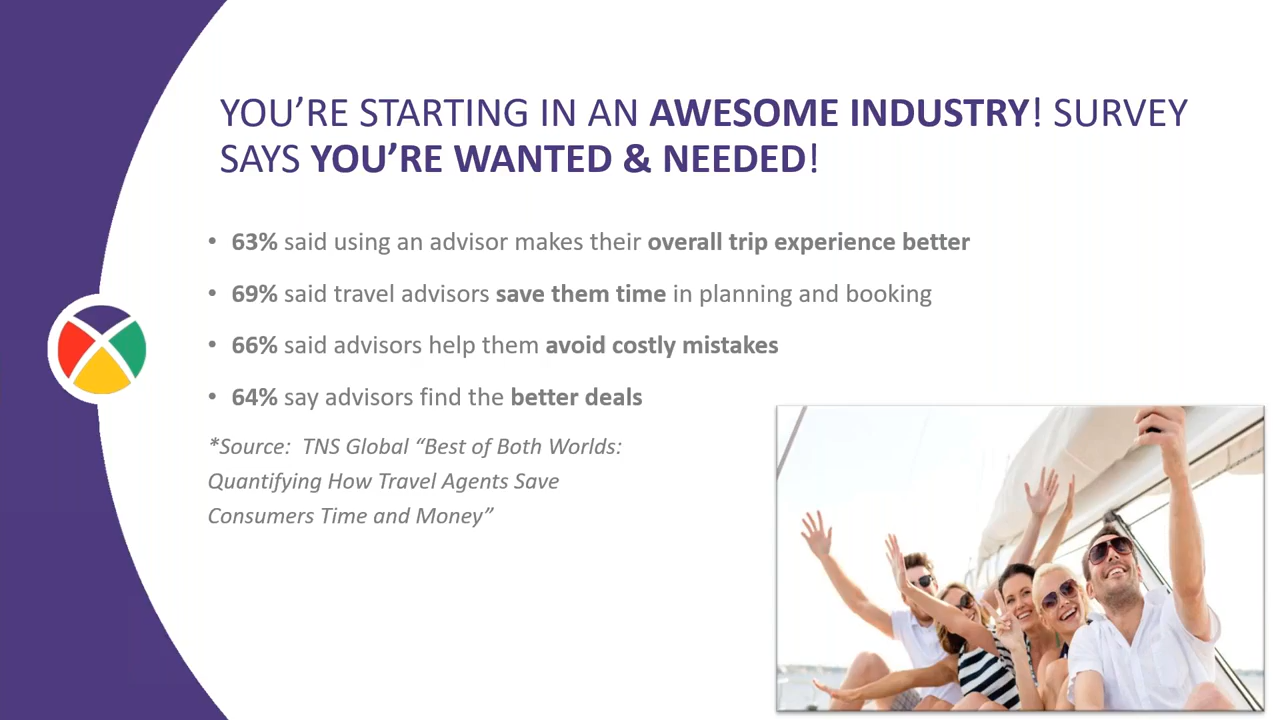 YOU’RE STARTING IN AN AWESOME INDUSTRY! SURVEY
SAYS YOU’RE WANTED & NEEDED!
• 63% said using an advisor makes their overall trip experience better
• 69% said travel advisors save them time in planning and booking
• 66% said advisors help them avoid costly mistakes
• 64% say advisors find the better deals
*Source:  TNS Global “Best of Both Worlds:
Quantifying How Travel Agents Save
Consumers Time and Money”